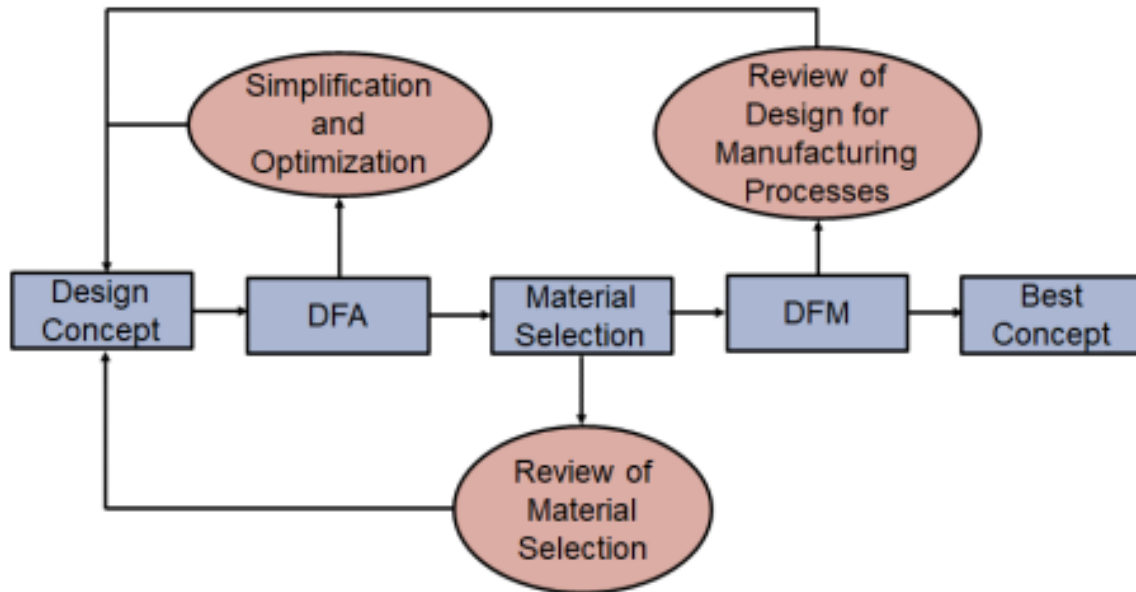 Simplification
and
Optimization
Review of
Design for
Manufacturing
Processes
Design
Concept
DFA
Material
Selection
DFM
Best
Concept
Review of
Material
Selection